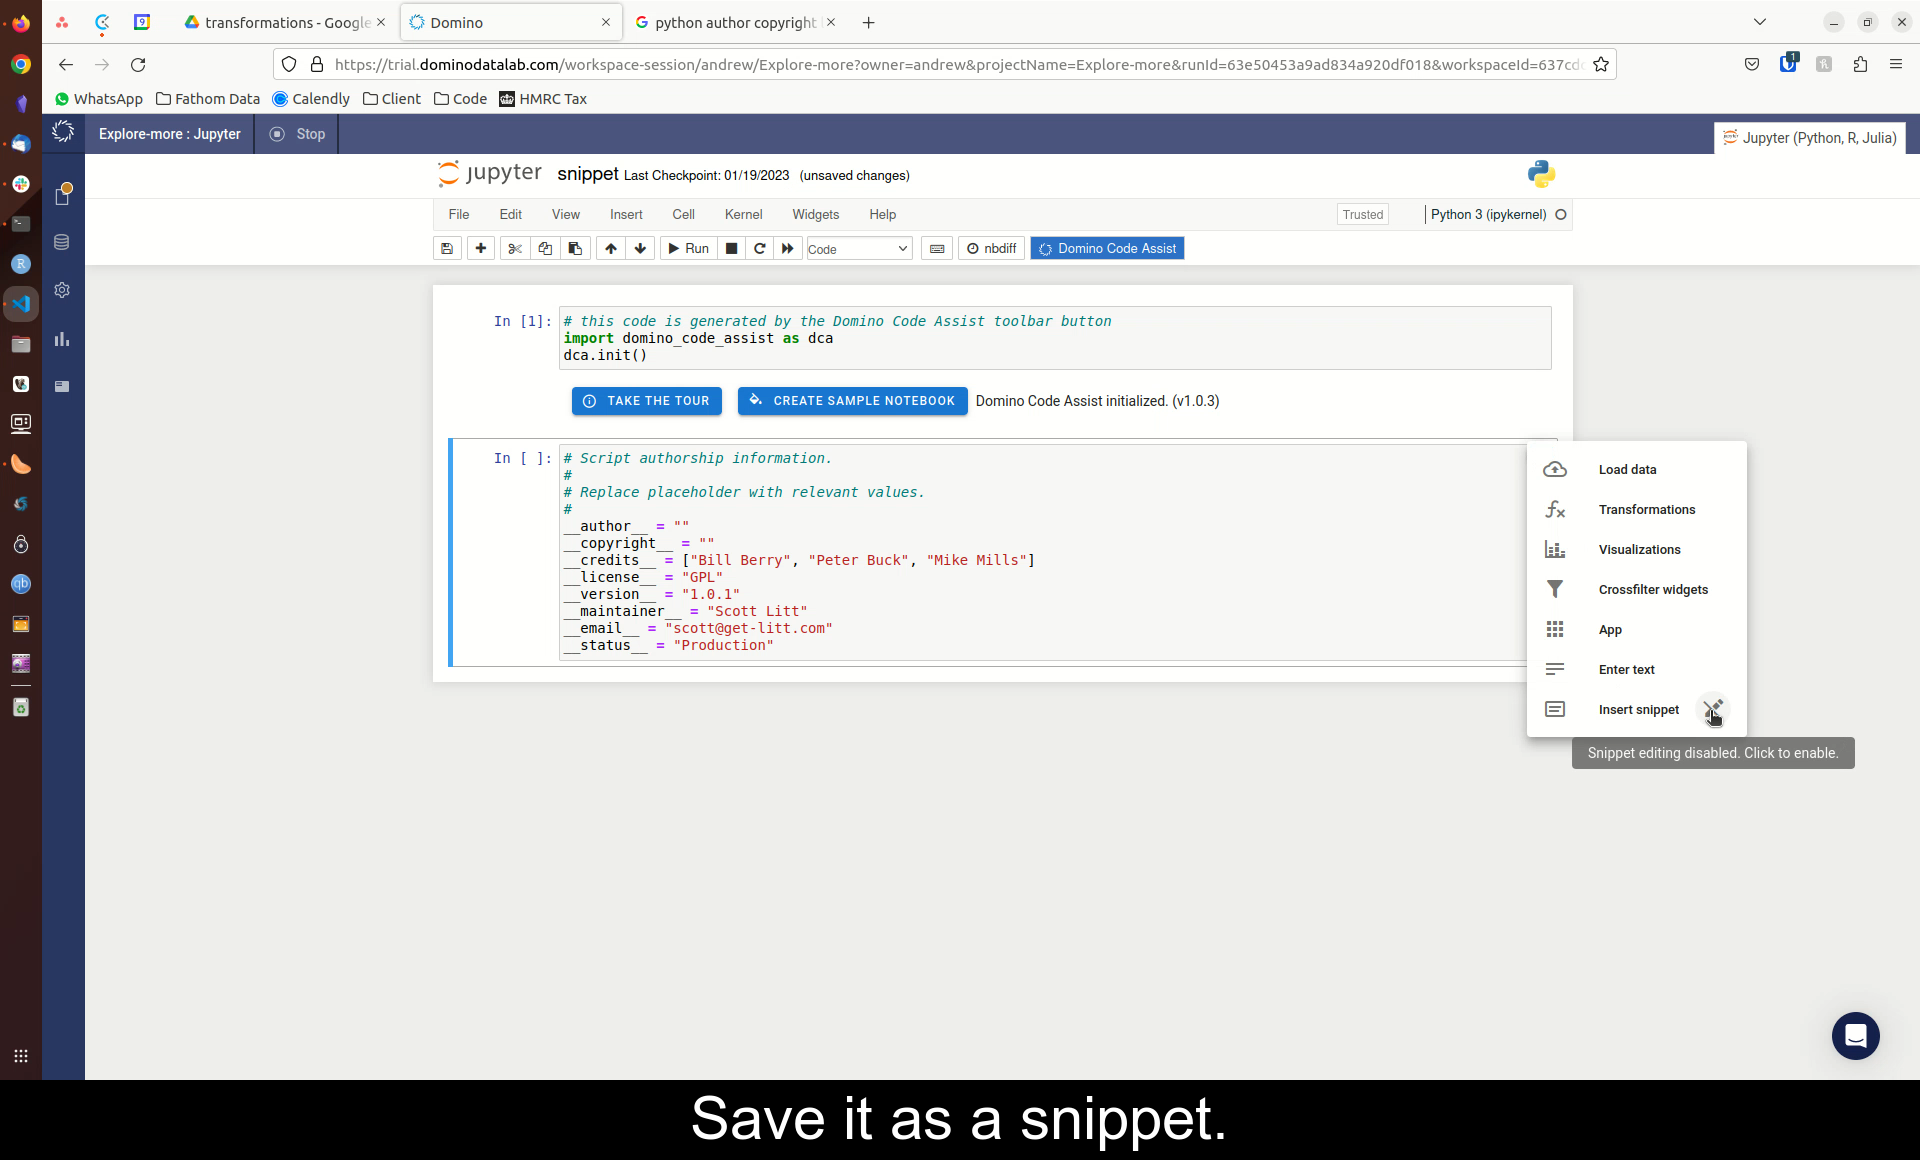 transformations - Google
Domino
python author copyright
https://trial.dominodatalab.com/workspace-session/andrew/Explore-more?owner=andrew&projectName=Explore-more&runId=63e50453a9ad834a920df018&workspaceId=637cd
1
WhatsApp
Fathom Data
Calendly
Client
Code
HMRC Tax
Explore-more : Jupyter
Stop
Jupyter (Python, R, Julia)
jupyter snippet Last Checkpoint: 01/19/2023 (unsaved changes)
File Edit View Insert Cell Kernel Widgets Help
Trusted
Python 3 (ipykernel)
Run
Code
nbdiff
Domino Code Assist
In [1]:
# this code is generated by the Domino Code Assist toolbar button
import domino_code_assist as dca
dca.init()
TAKE THE TOUR
CREATE SAMPLE NOTEBOOK
Domino Code Assist initialized. (v1.0.3)
In [ ]:
# Script authorship information.
#
# Replace placeholder with relevant values.
#
__author__ = ""
__copyright__ = ""
__credits__ = ["Bill Berry", "Peter Buck", "Mike Mills"]
__license__ = "GPL"
__version__ = "1.0.1"
__maintainer__ = "Scott Litt"
__email__ = "scott@get-litt.com"
__status__ = "Production"
Load data
Transformations
Visualizations
Crossfilter widgets
App
Enter text
Insert snippet
Snippet editing disabled. Click to enable.
Save it as a snippet.